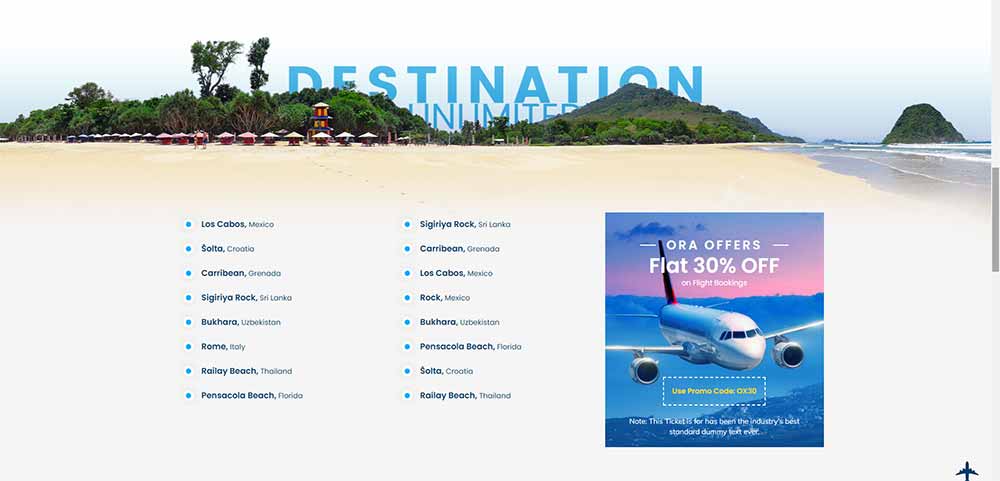 DESTINATION
UNLIMITED
Los Cabos, Mexico
Šolta, Croatia
Carribean, Grenada
Sigiriya Rock, Sri Lanka
Bukhara, Uzbekistan
Rome, Italy
Railay Beach, Thailand
Pensacola Beach, Florida
Sigiriya Rock, Sri Lanka
Carribean, Grenada
Los Cabos, Mexico
Rock, Mexico
Bukhara, Uzbekistan
Pensacola Beach, Florida
Šolta, Croatia
Railay Beach, Thailand
ORA OFFERS
Flat 30% OFF
on Flight Bookings
Use Promo Code: OX30
Note: This Ticket is for has been the industry's best
standard dummy text ever.